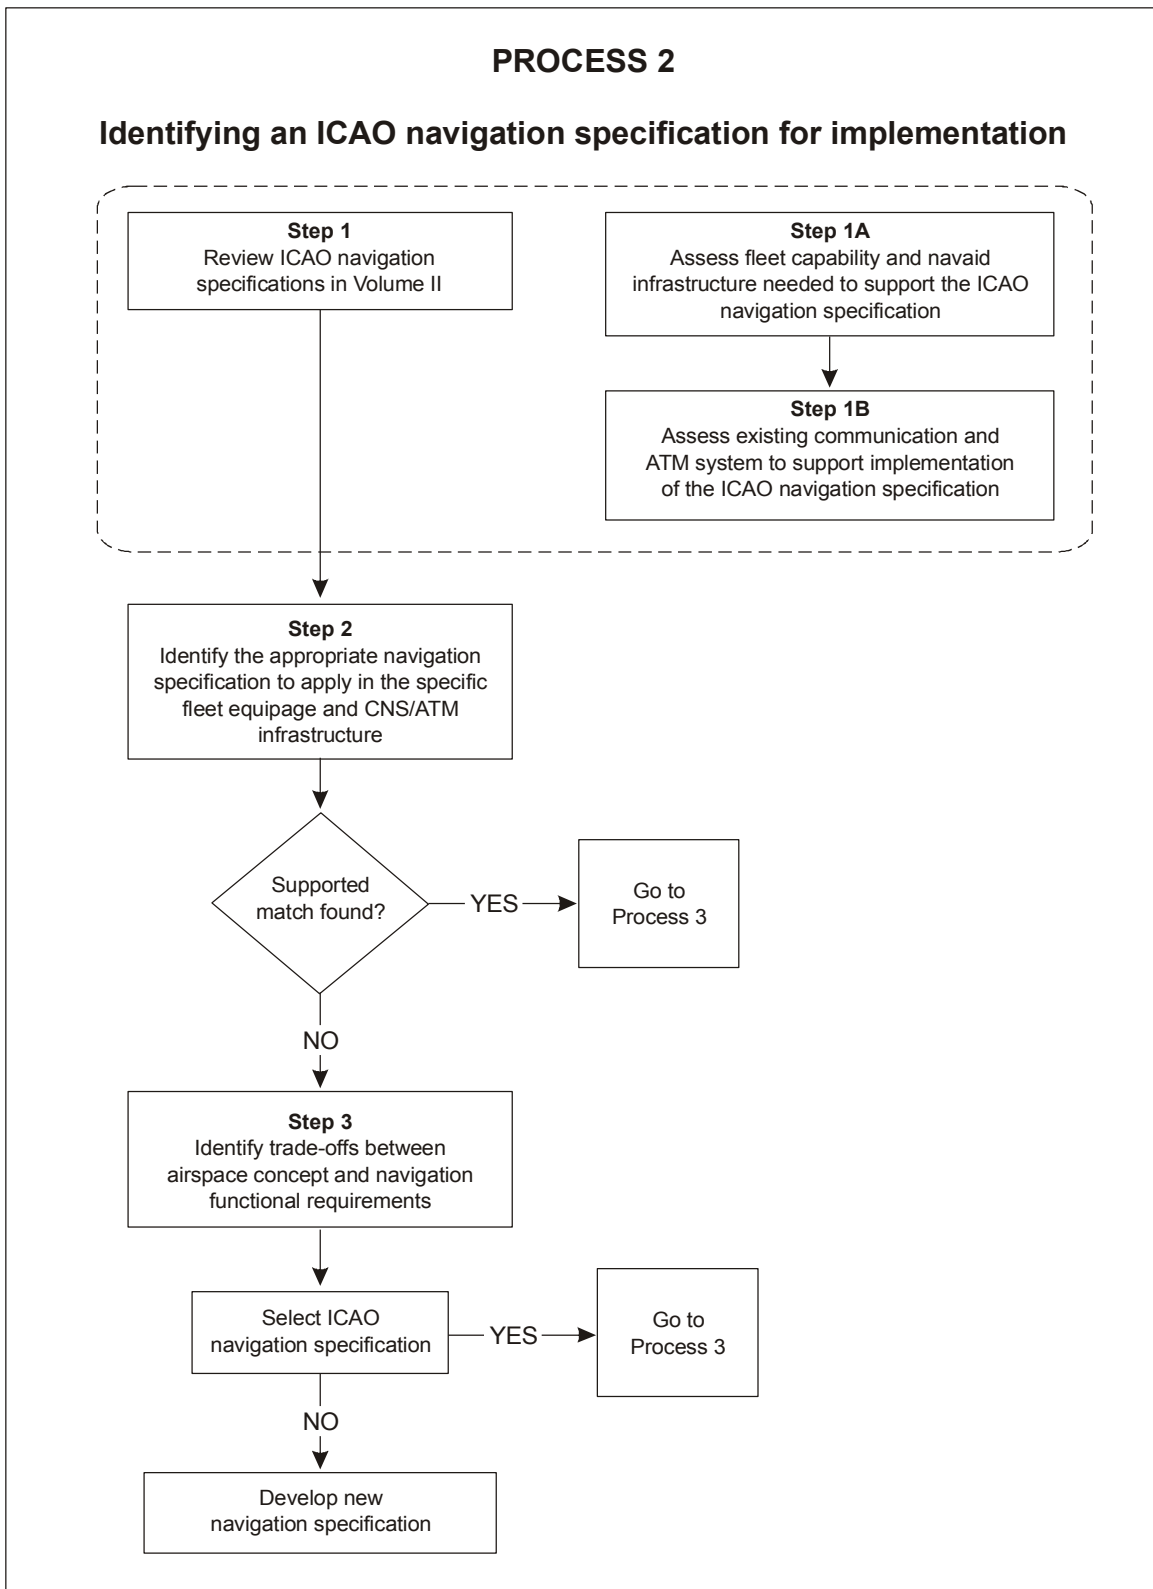 PROCESS 2
Identifying an ICAO navigation specification for implementation
Step 1
Review ICAO navigation
specifications in Volume II
Step 1A
Assess fleet capability and navaid
infrastructure needed to support the ICAO
navigation specification
Step 1B
Assess existing communication and
ATM system to support implementation
of the ICAO navigation specification
Step 2
Identify the appropriate navigation
specification to apply in the specific
fleet equipage and CNS/ATM
infrastructure
Supported
match found?
YES
Go to
Process 3
NO
Step 3
Identify trade-offs between
airspace concept and navigation
functional requirements
Select ICAO
navigation specification
YES
Go to
Process 3
NO
Develop new
navigation specification